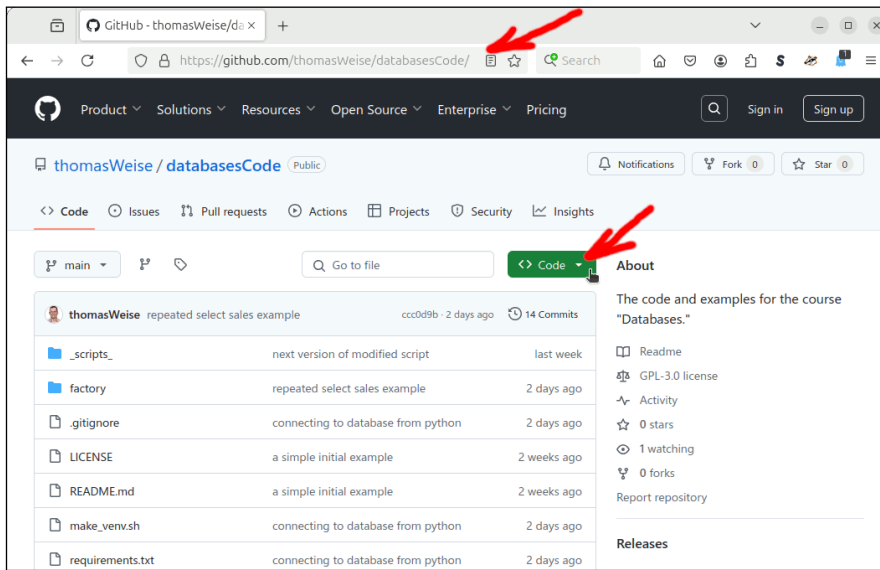 GitHub - thomasWeise/da
https://github.com/thomasWeise/databasesCode/
Search
Product Solutions Resources Open Source Enterprise Pricing
Sign in
Sign up
thomasWeise / databasesCode Public
Notifications
Fork 0
Star 0
Code Issues Pull requests Actions Projects Security Insights
main
Go to file
Code
About
The code and examples for the course
"Databases."
thomasWeise repeated select sales example ccc0d9b · 2 days ago 14 Commits
_scripts_ next version of modified script last week
factory repeated select sales example 2 days ago
.gitignore connecting to database from python 2 days ago
LICENSE a simple initial example 2 weeks ago
README.md a simple initial example 2 weeks ago
make_venv.sh connecting to database from python 2 days ago
requirements.txt connecting to database from python 2 days ago
Readme
GPL-3.0 license
Activity
0 stars
1 watching
0 forks
Report repository
Releases